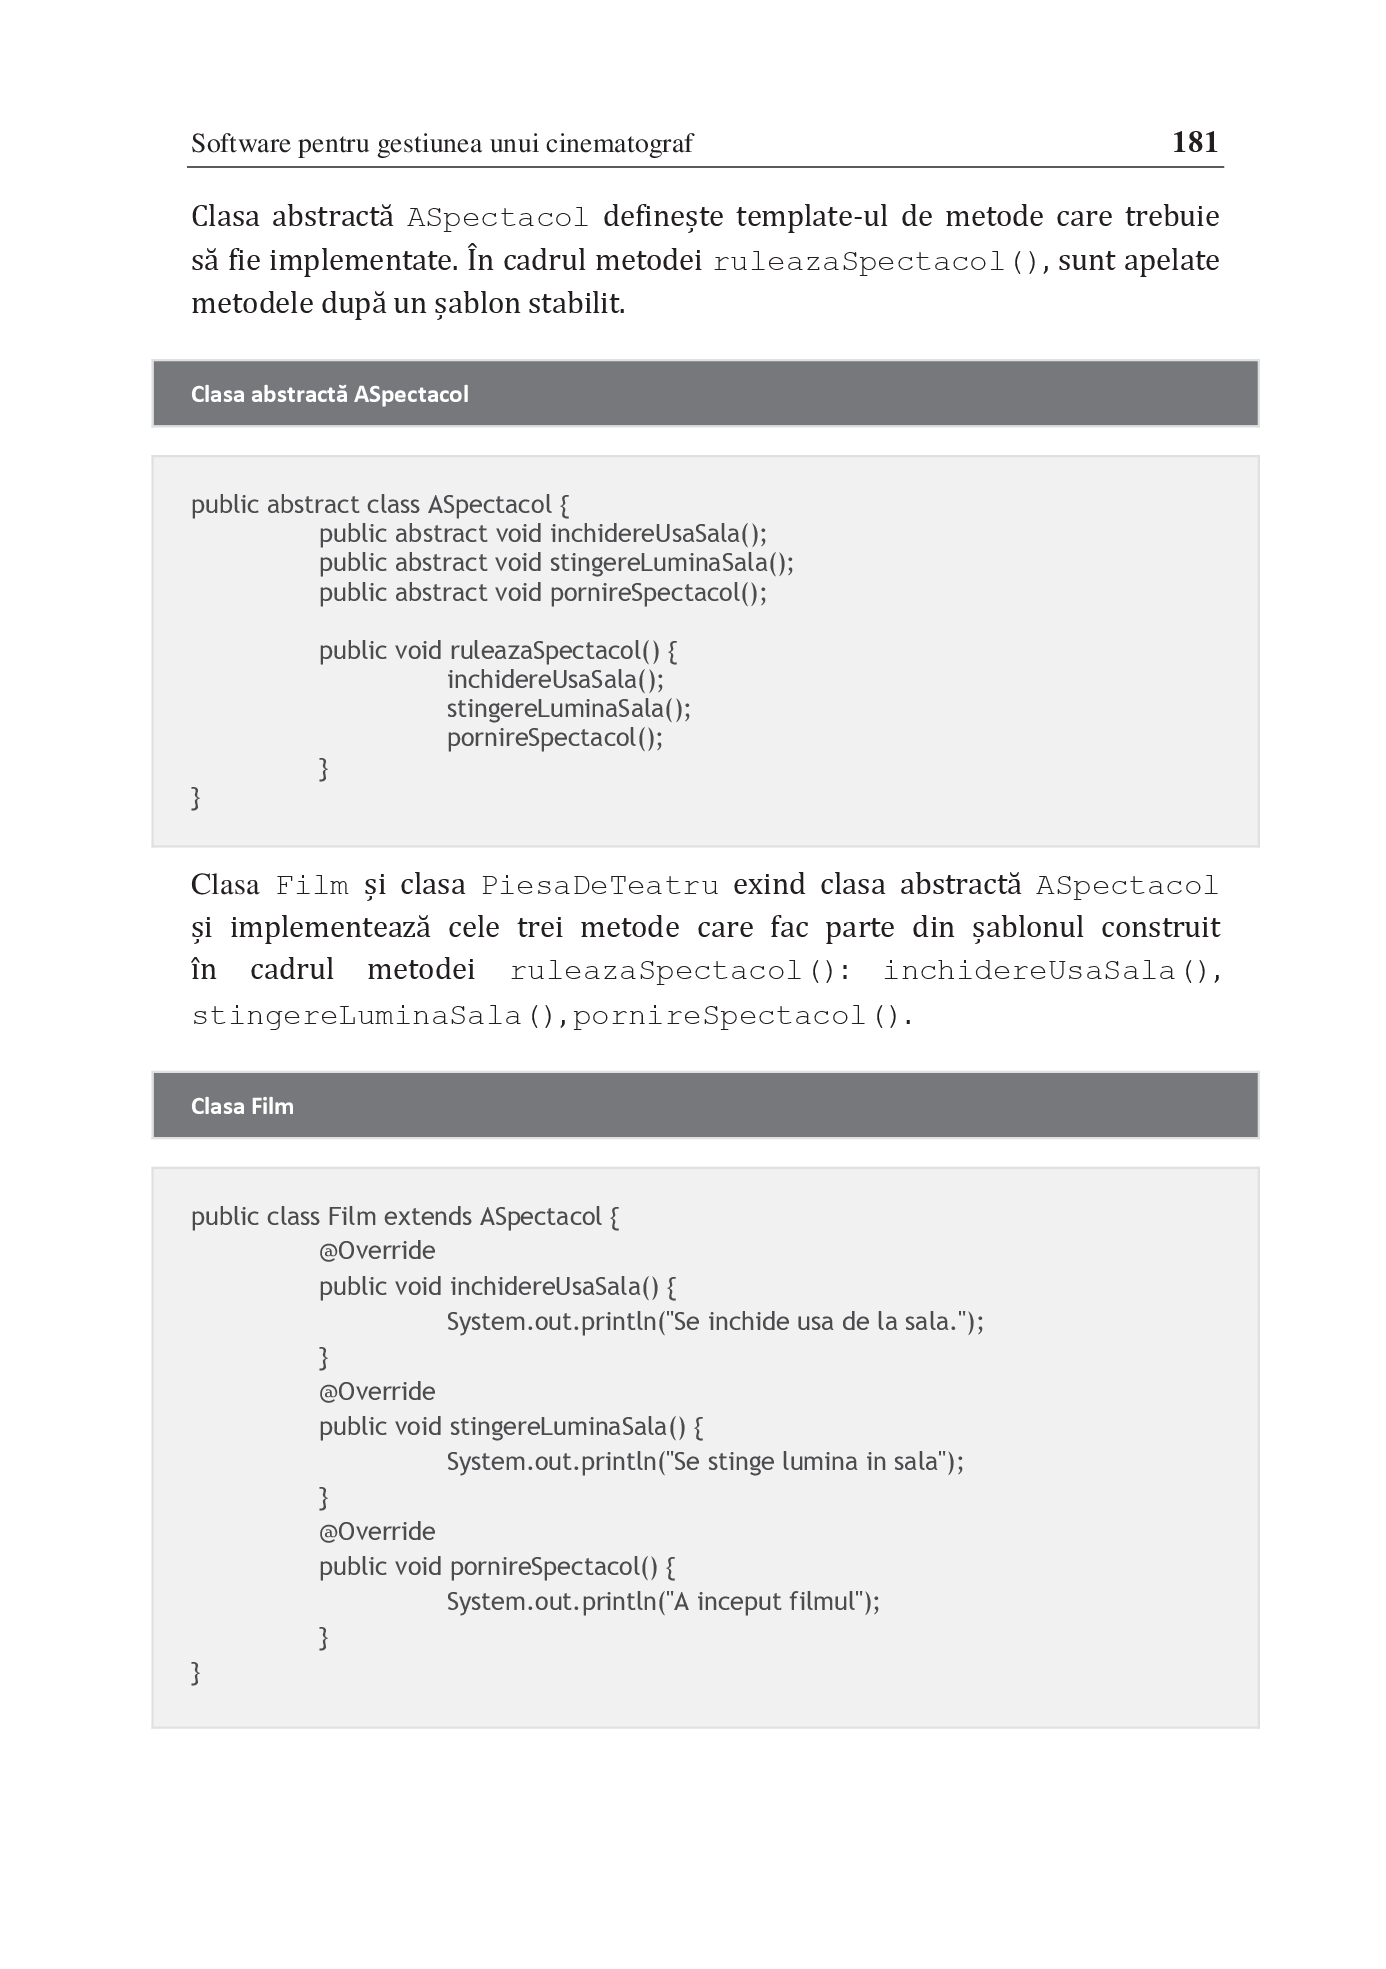 Software pentru gestiunea unui cinematograf 181
Clasa abstractă ASpectacol definește template-ul de metode care trebuie
să fie implementate. În cadrul metodei ruleazaSpectacol(), sunt apelate
metodele după un șablon stabilit.
Clasa abstractă ASpectacol
public abstract class ASpectacol {
public abstract void inchidereUsaSala();
public abstract void stingereLuminaSala();
public abstract void pornireSpectacol();
public void ruleazaSpectacol() {
inchidereUsaSala();
stingereLuminaSala();
pornireSpectacol();
}
}
Clasa Film și clasa PiesaDeTeatru exind clasa abstractă ASpectacol
și implementează cele trei metode care fac parte din șablonul construit
în cadrul metodei ruleazaSpectacol(): inchidereUsaSala(),
stingereLuminaSala(),pornireSpectacol().
Clasa Film
public class Film extends ASpectacol {
@Override
public void inchidereUsaSala() {
System.out.println("Se inchide usa de la sala.");
}
@Override
public void stingereLuminaSala() {
System.out.println("Se stinge lumina in sala");
}
@Override
public void pornireSpectacol() {
System.out.println("A inceput filmul");
}
}